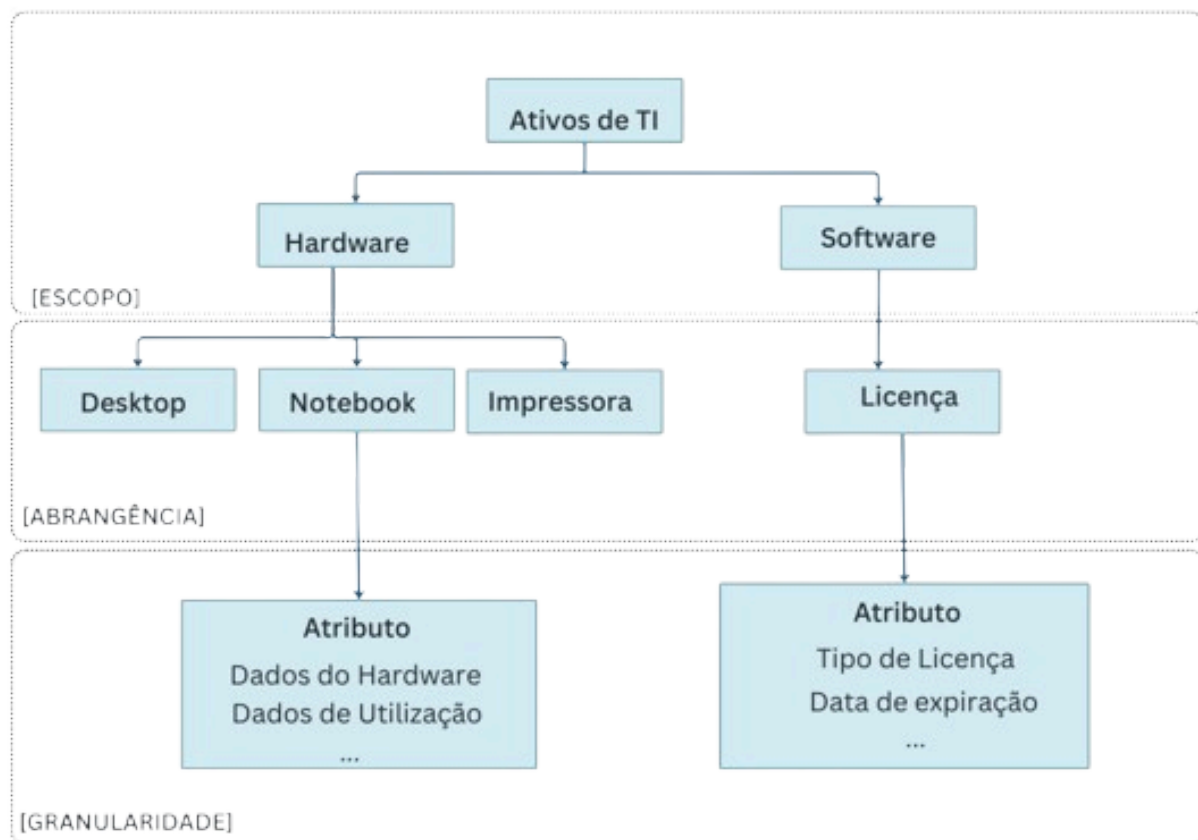 Ativos de TI
Hardware
Software
[ESCOPO]
Desktop
Notebook
Impressora
Licença
[ABRANGÊNCIA]
Atributo
Dados do Hardware
Dados de Utilização
...
Atributo
Tipo de Licença
Data de expiração
...
[GRANULARIDADE]